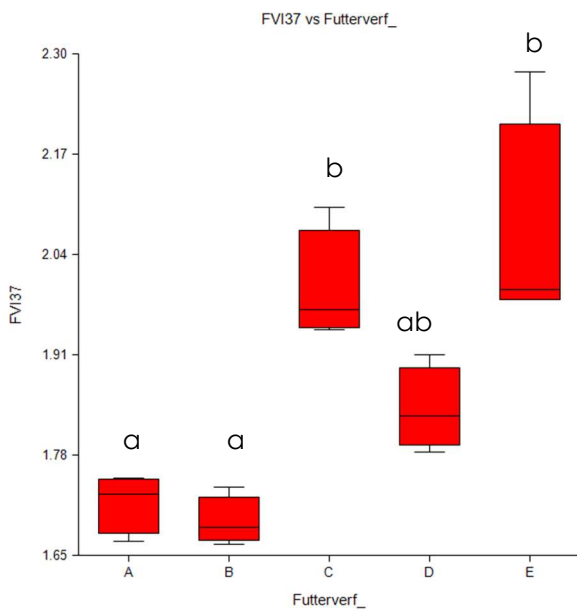 FVI37 vs Futterverf_
2.30
2.17
2.04
1.91
1.78
1.65
FVI37
b
b
ab
a
a
A B C D E
Futterverf_